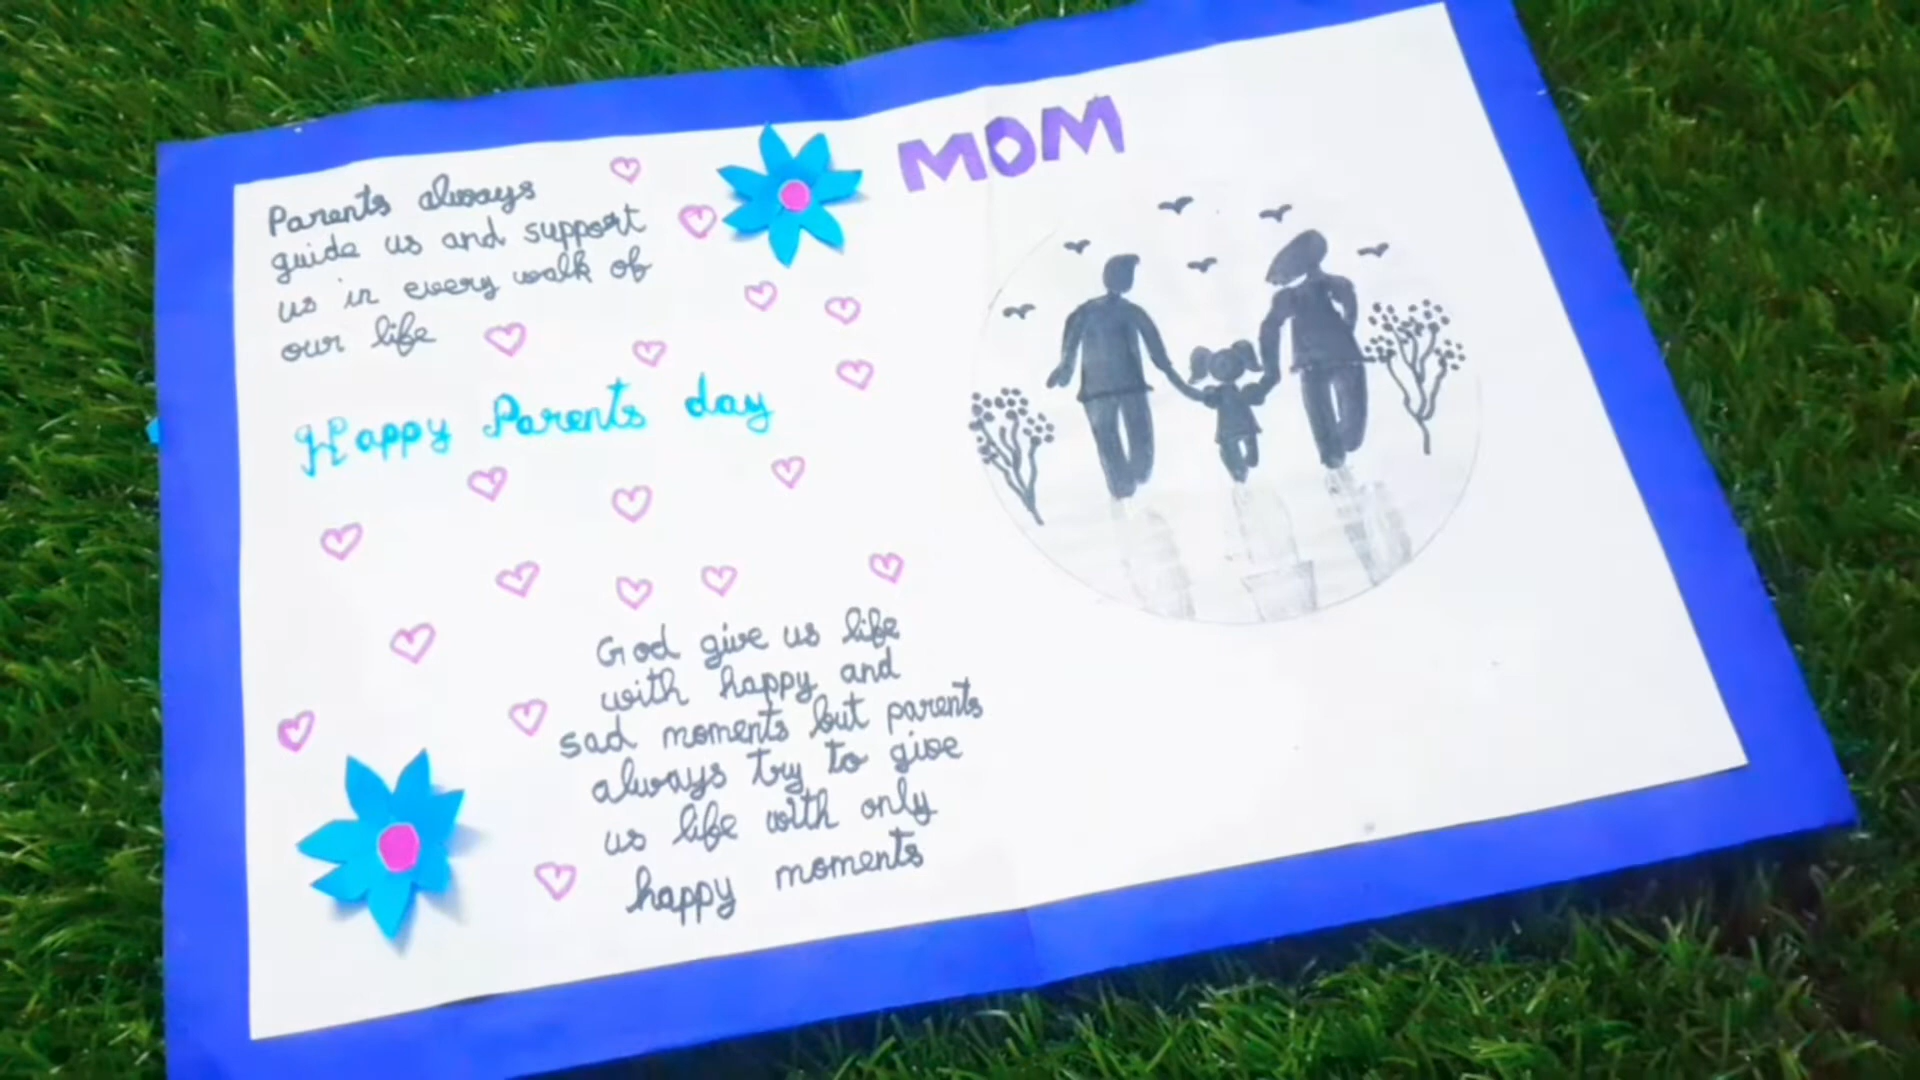 Parents always
guide us and support
us in every walk of
our life
Happy Parents day
God give us life
with happy and
sad moments but parents
always try to give
us life with only
happy moments
MOM